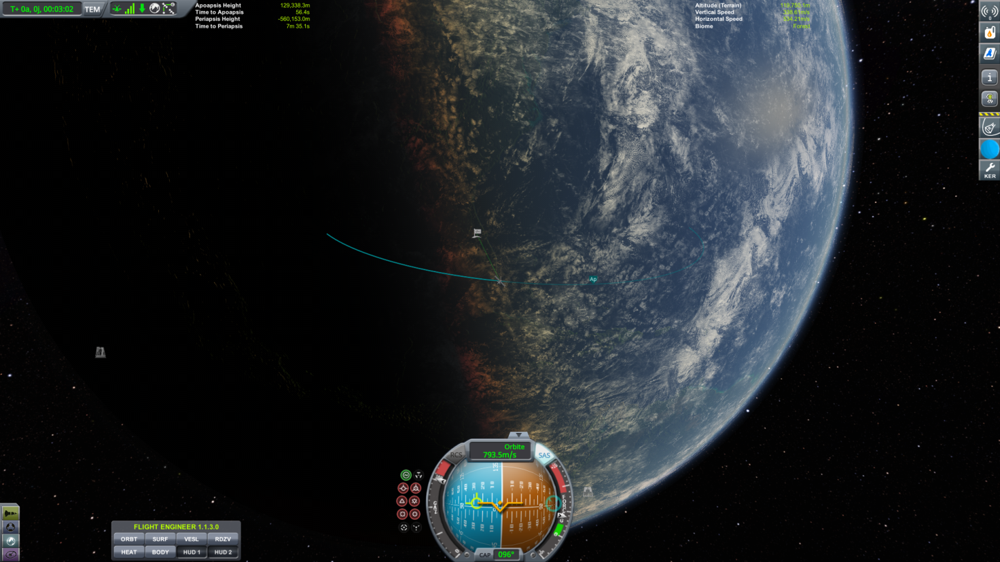 T+ 0a, 0j, 00:03:02
TEM
Apoapsis Height 129,338.3m
Time to Apoapsis 56.4s
Periapsis Height -560,153.0m
Time to Periapsis 7m 35.1s
Altitude (Terrain) 119,750.1m
Vertical Speed
Horizontal Speed 534.21m/s
Biome Forest
0
KER
Ap
Orbite
793.5m/s
RCS
SAS
GAZ
FORCE G
CAP 096°
FLIGHT ENGINEER 1.1.3.0
ORBT SURF VESL RDZV
HEAT BODY HUD 1 HUD 2